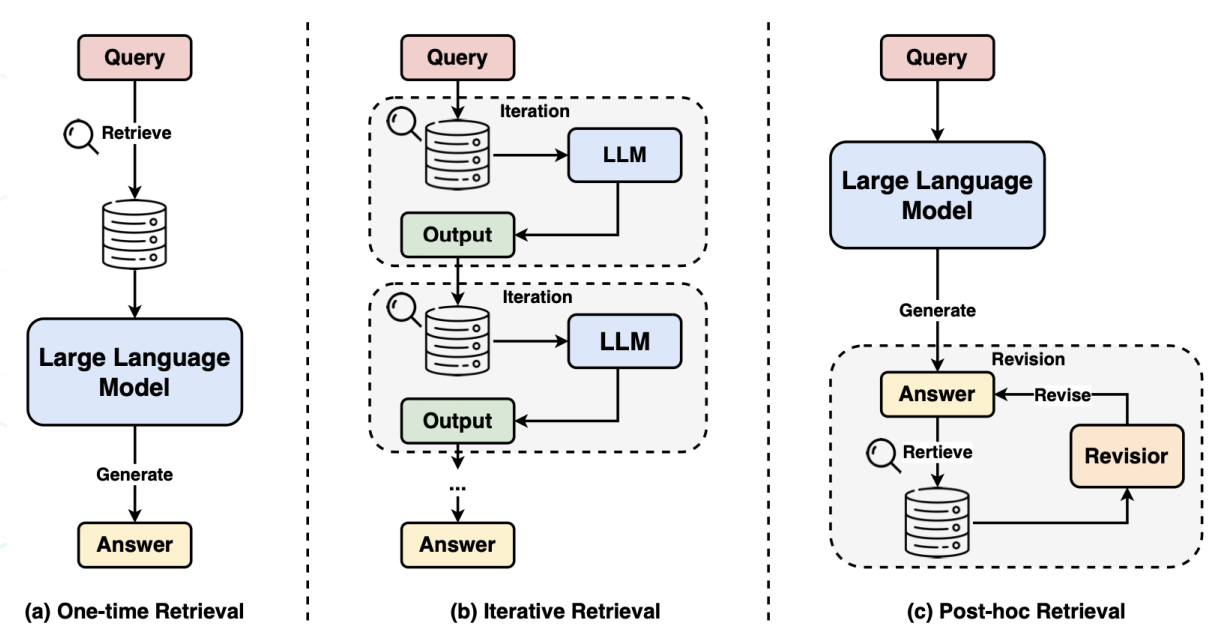 Query
Retrieve
Large Language
Model
Generate
Answer
(a) One-time Retrieval
Query
Iteration
LLM
Output
Iteration
LLM
Output
...
Answer
(b) Iterative Retrieval
Query
Large Language
Model
Generate
Revision
Answer
Revise
Rertieve
Revisior
(c) Post-hoc Retrieval